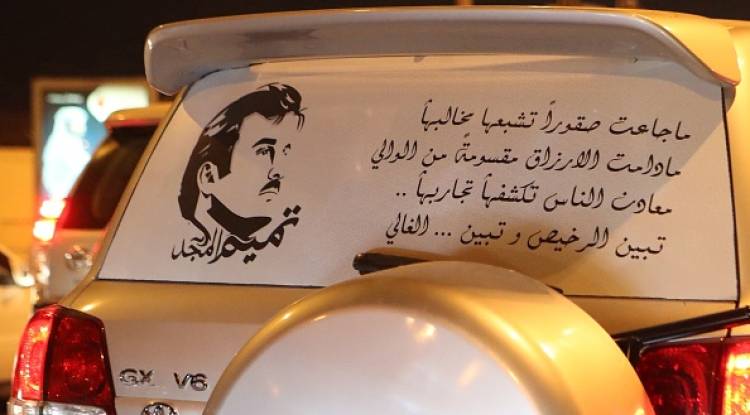 ماجاعت صقوراً تشبعها مخالبها
مادامت الارزاق مقسومةً من الوالي
معادن الناس تكشفها تجاربها ..
تبين الرخيص و تبين ... الغالي
تميم المجد
GX V6